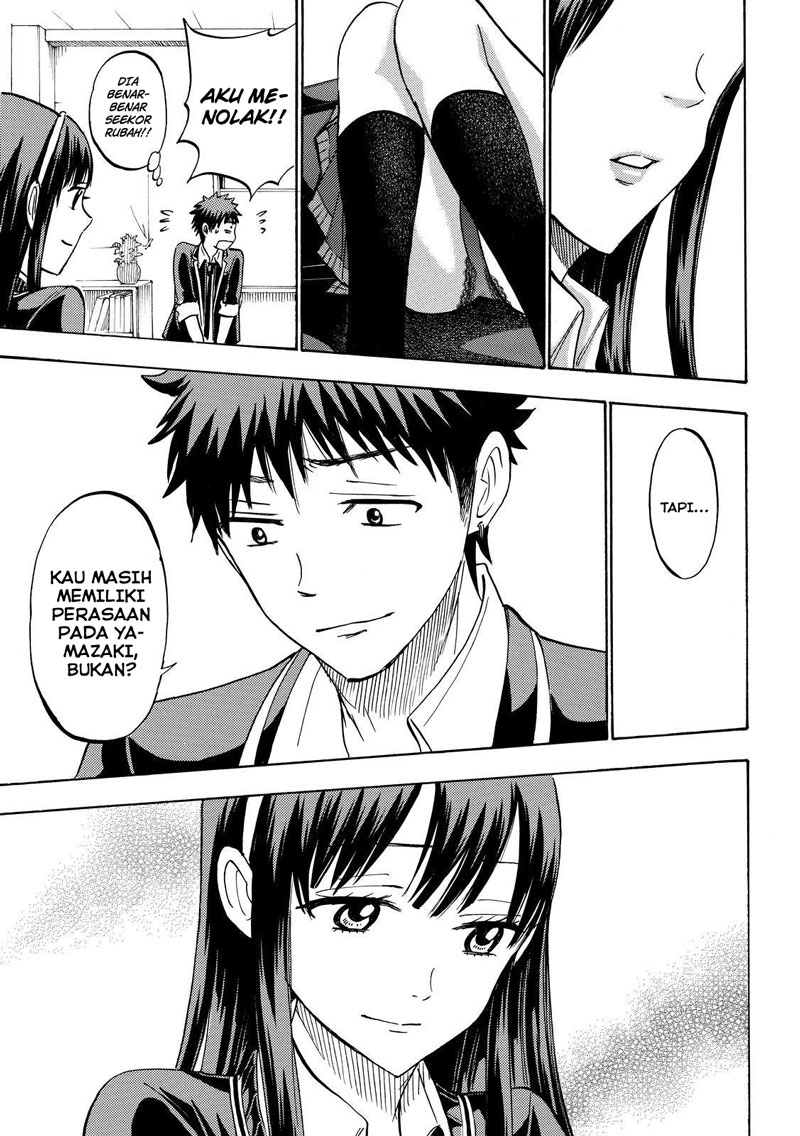 AKU ME-
NOLAK!!
DIA
BENAR-
BENAR
SEEKOR
RUBAH!!
TAPI...
KAU MASIH
MEMILIKI
PERASAAN
PADA YA-
MAZAKI,
BUKAN?